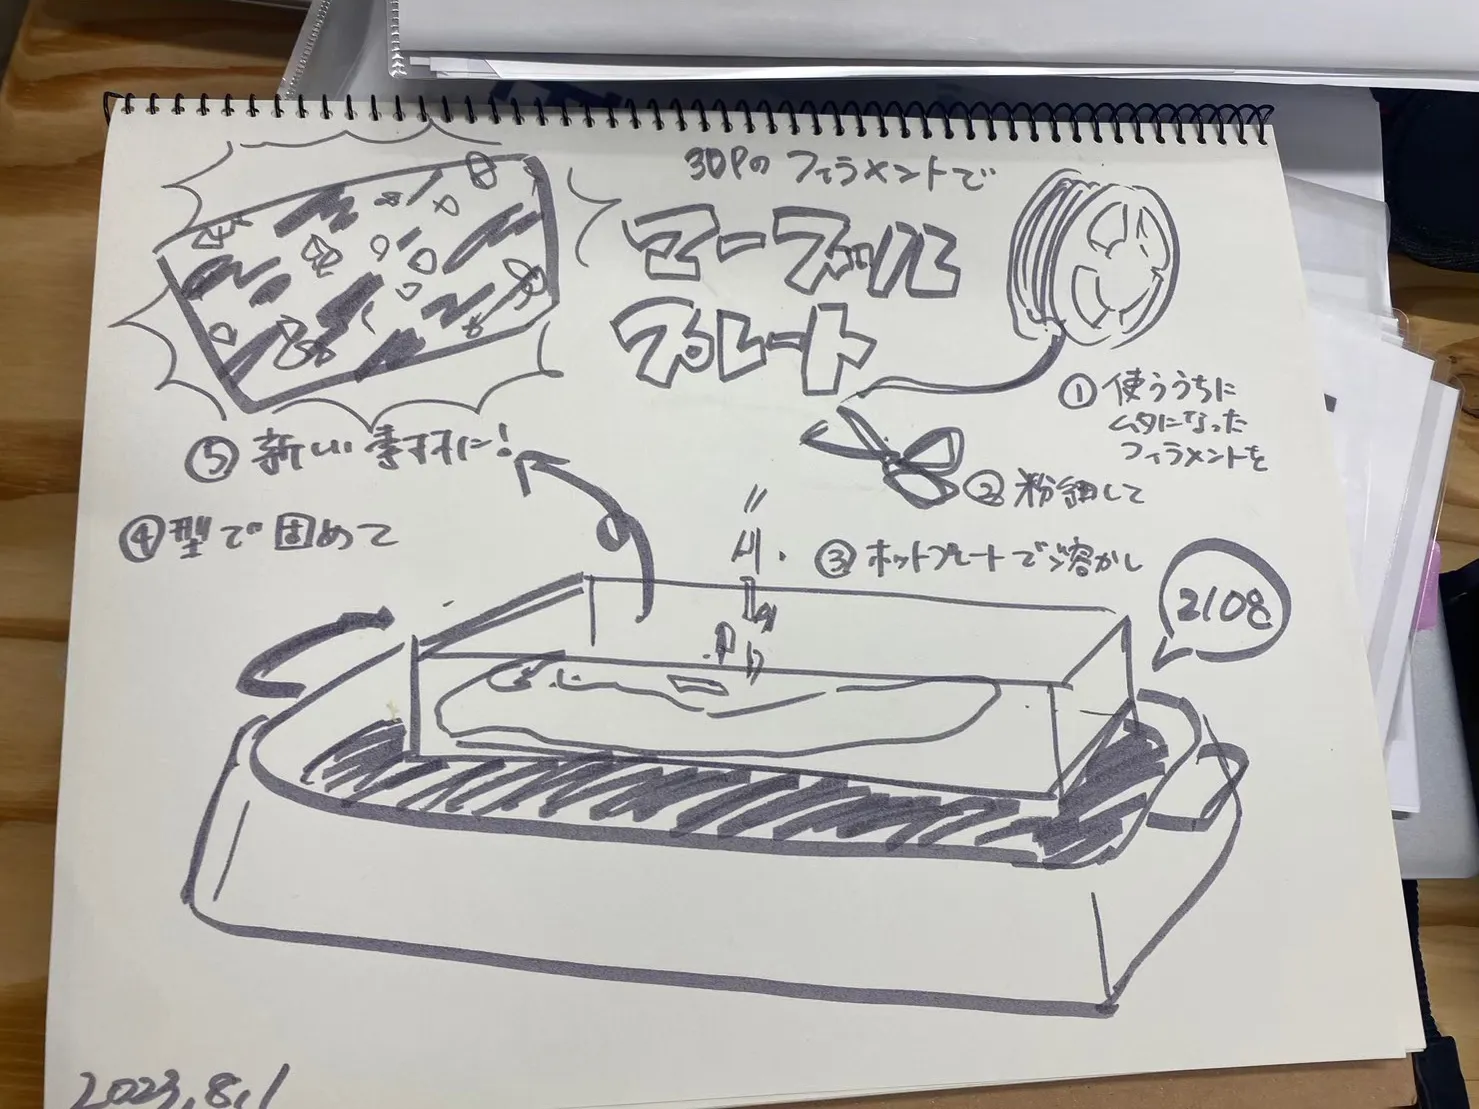 3DPの フィラメントで
マーブル
プレート
① 使ううちに
ムダになった
フィラメントを
② 粉細して
③ ホットプレートで溶かし
④ 型で固めて
⑤ 新しい素材に!
2023.8.1